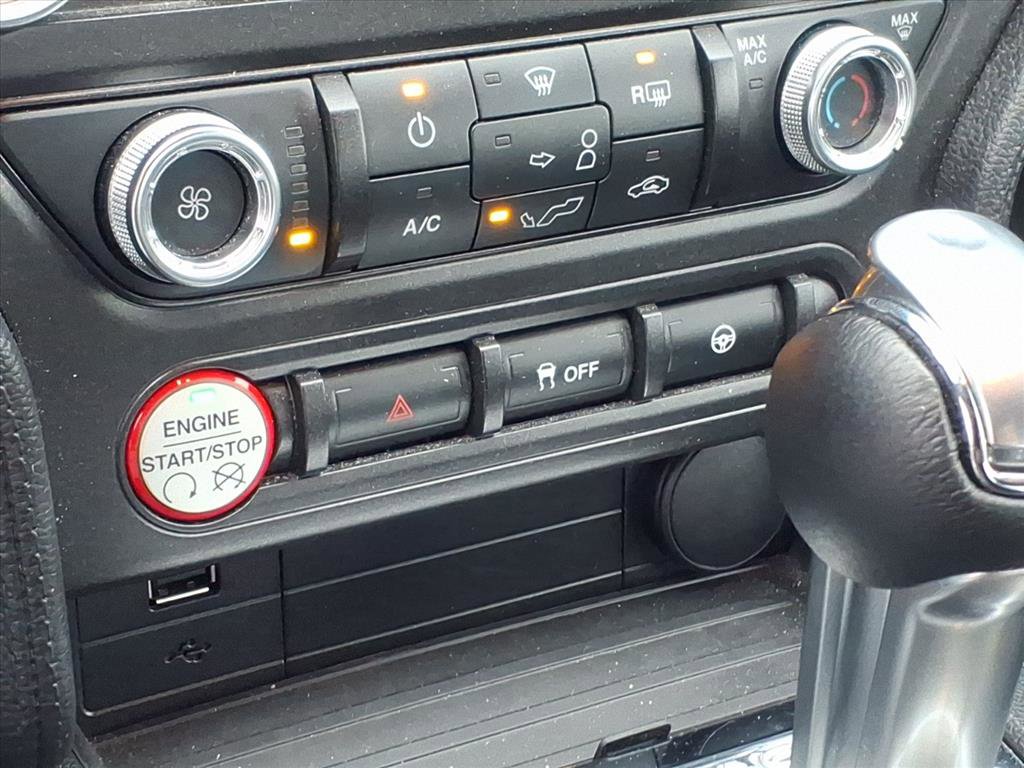 MAX
A/C
MAX
R
A/C
OFF
ENGINE
START/STOP